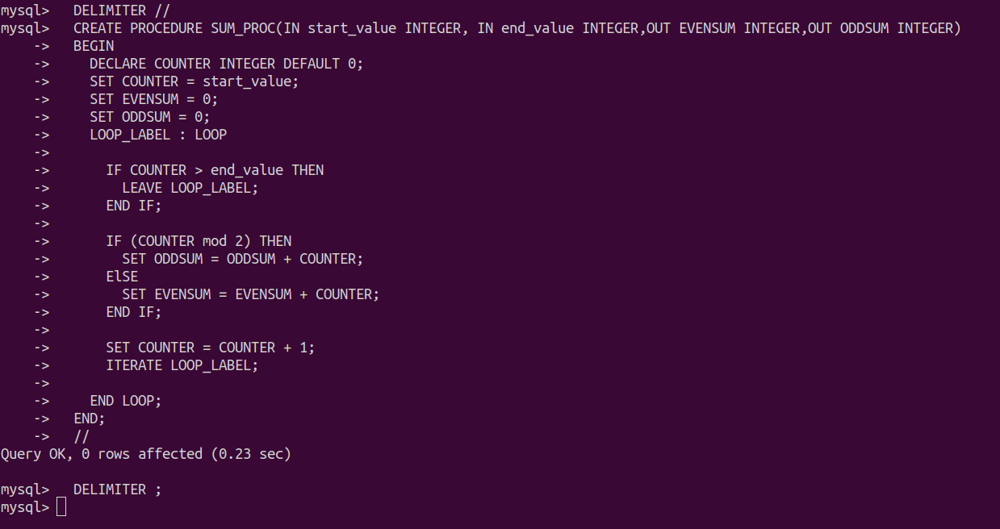 mysql>   DELIMITER //
mysql>   CREATE PROCEDURE SUM_PROC(IN start_value INTEGER, IN end_value INTEGER,OUT EVENSUM INTEGER,OUT ODDSUM INTEGER)
    ->   BEGIN
    ->     DECLARE COUNTER INTEGER DEFAULT 0;
    ->     SET COUNTER = start_value;
    ->     SET EVENSUM = 0;
    ->     SET ODDSUM = 0;
    ->     LOOP_LABEL : LOOP
    ->
    ->       IF COUNTER > end_value THEN
    ->         LEAVE LOOP_LABEL;
    ->       END IF;
    ->
    ->       IF (COUNTER mod 2) THEN
    ->         SET ODDSUM = ODDSUM + COUNTER;
    ->       ElSE
    ->         SET EVENSUM = EVENSUM + COUNTER;
    ->       END IF;
    ->
    ->       SET COUNTER = COUNTER + 1;
    ->       ITERATE LOOP_LABEL;
    ->
    ->     END LOOP;
    ->   END;
    ->   //
Query OK, 0 rows affected (0.23 sec)

mysql>   DELIMITER ;
mysql>